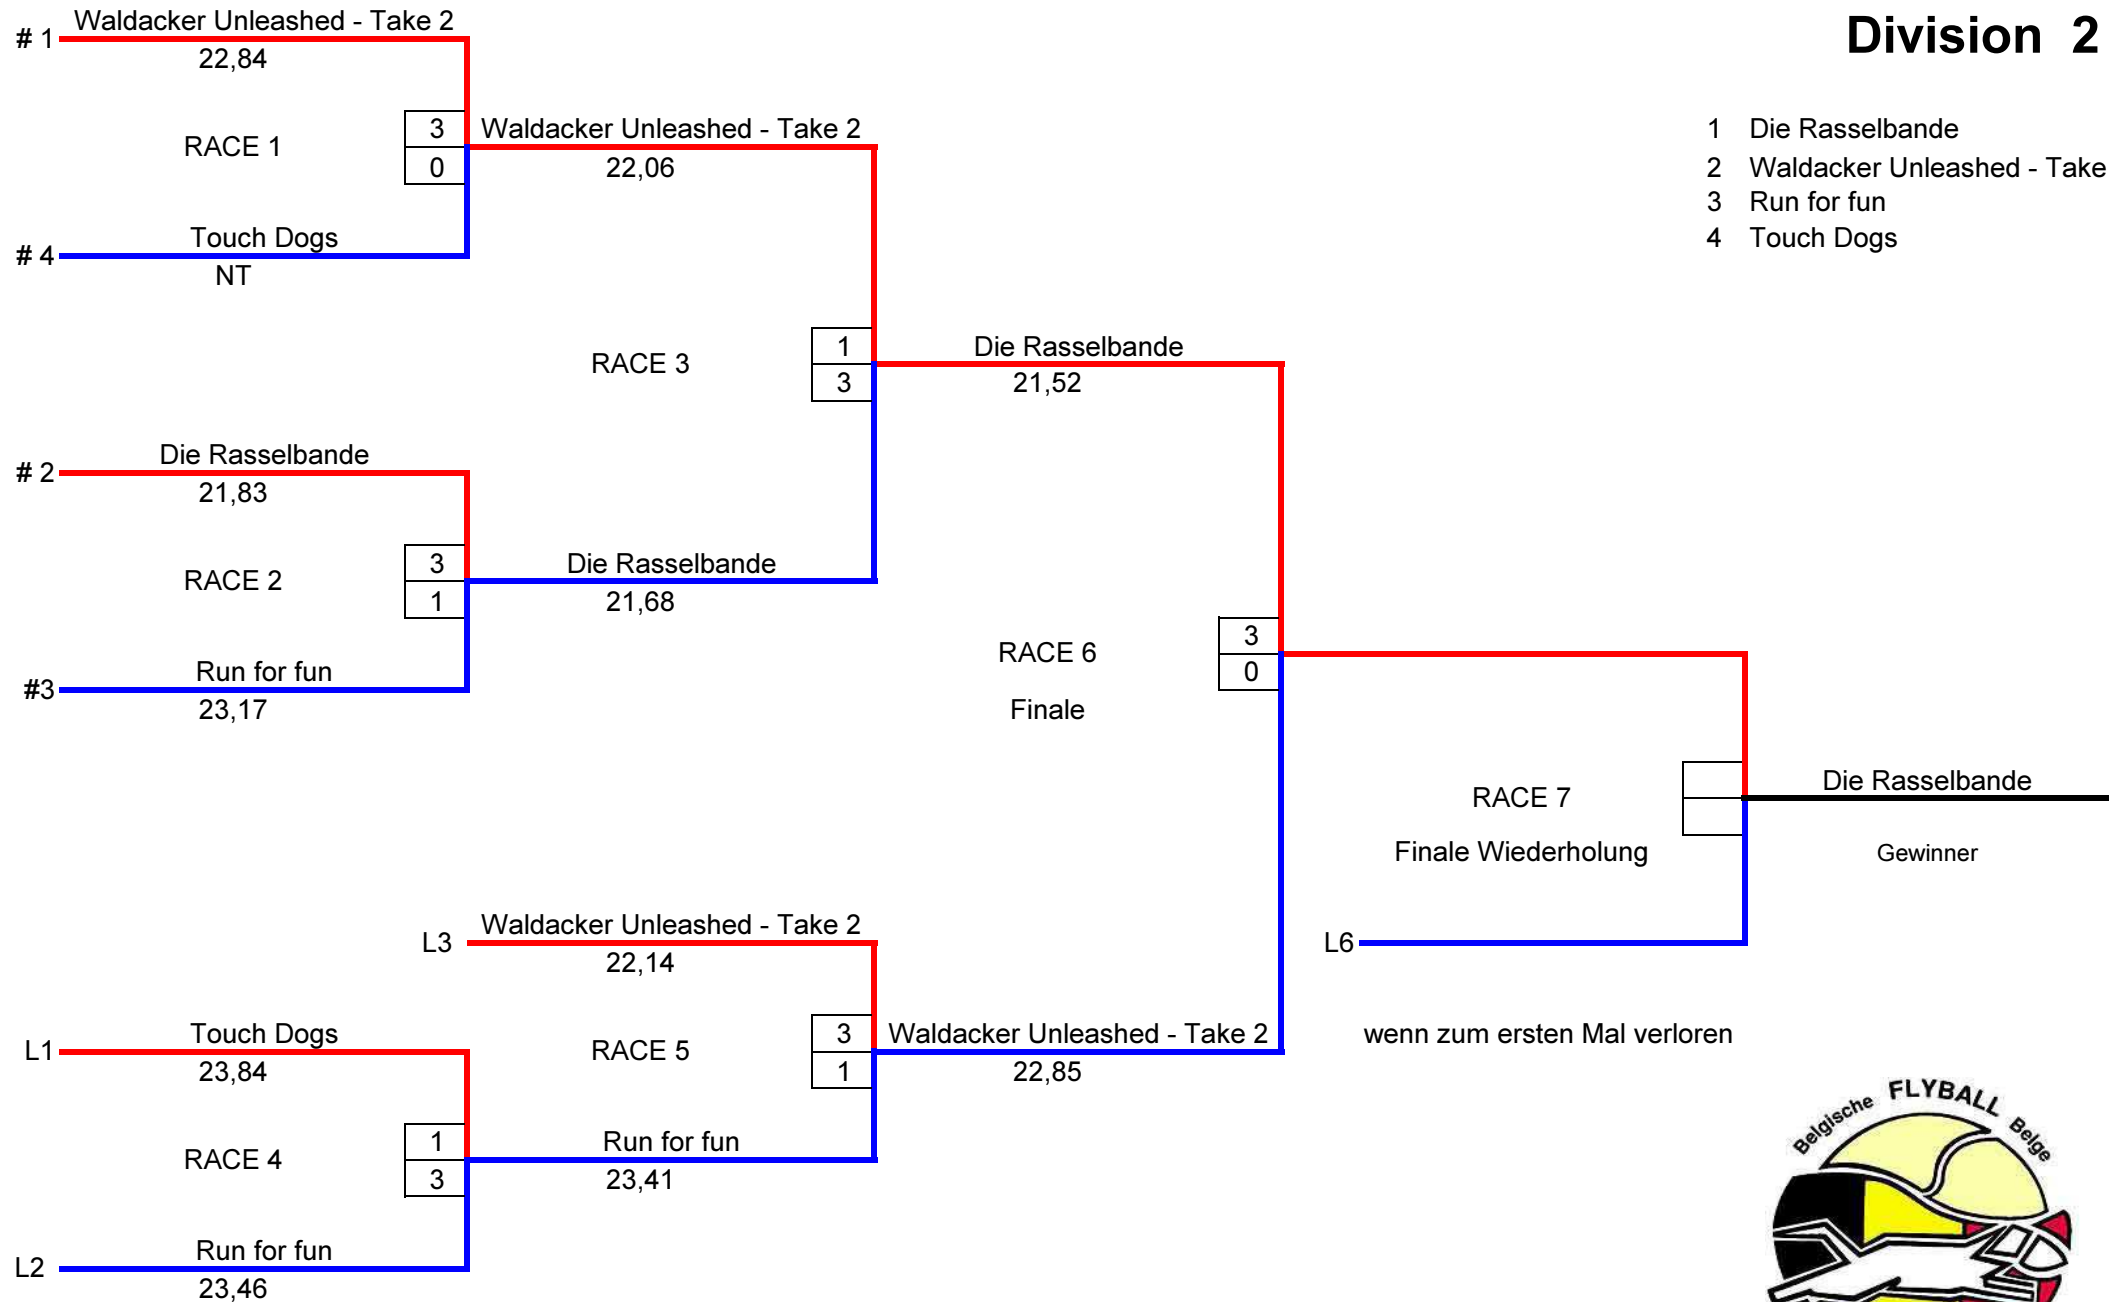 Waldacker Unleashed - Take 2
# 1
22,84
Division 2
RACE 1
3
0
Waldacker Unleashed - Take 2
22,06
1 Die Rasselbande
2 Waldacker Unleashed - Take
3 Run for fun
4 Touch Dogs
Touch Dogs
# 4
NT
RACE 3
1
3
Die Rasselbande
21,52
Die Rasselbande
# 2
21,83
RACE 2
3
1
Die Rasselbande
21,68
Run for fun
#3
23,17
RACE 6
3
0
Finale
RACE 7
Die Rasselbande
Finale Wiederholung
Gewinner
L3
Waldacker Unleashed - Take 2
22,14
L6
Touch Dogs
L1
23,84
RACE 5
3
1
Waldacker Unleashed - Take 2
22,85
wenn zum ersten Mal verloren
RACE 4
1
3
Run for fun
23,41
Run for fun
L2
23,46
Belgische FLYBALL Belge